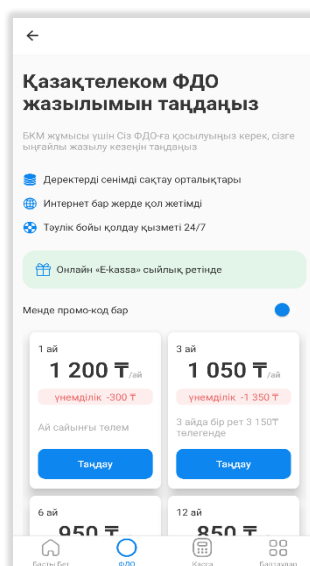 Қазақтелеком ФДО
жазылымын таңдаңыз
БКМ жұмысы үшін Сіз ФДО-ға қосылуыңыз керек, сізге
ыңғайлы жазылу кезеңін таңдаңыз
Деректерді сенімді сақтау орталықтары
Интернет бар жерде қол жетімді
Тәулік бойы қолдау қызметі 24/7
Онлайн «E-kassa» сыйлық ретінде
Менде промо-код бар
1 ай
1 200 ₸/ай
үнемділік -300 ₸
Ай сайынғы төлем
Таңдау
3 ай
1 050 ₸/ай
үнемділік -1 350 ₸
3 айда бір рет 3 150₸
төлегенде
Таңдау
6 ай
950 ₸
12 ай
850 ₸
Басты бет
ФДО
Касса
Баптаулар